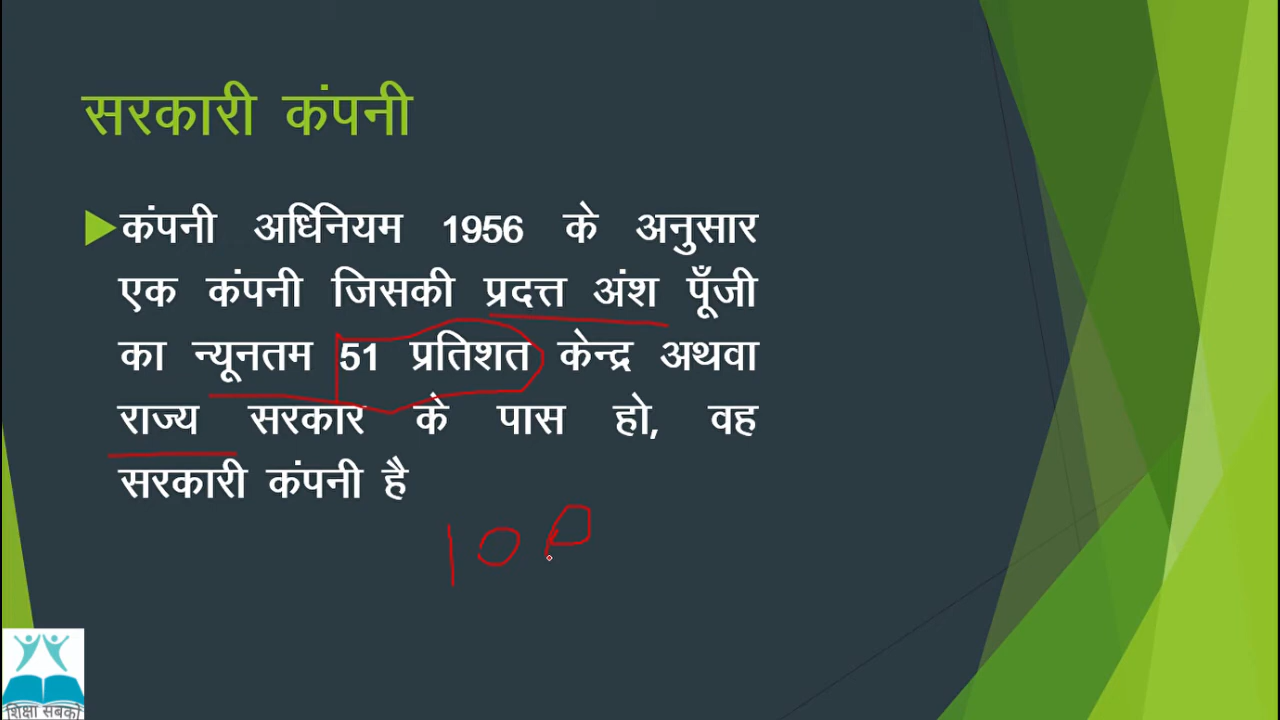 सरकारी कंपनी
कंपनी अधिनियम 1956 के अनुसार
एक कंपनी जिसकी प्रदत्त अंश पूँजी
का न्यूनतम 51 प्रतिशत केन्द्र अथवा
राज्य सरकार के पास हो, वह
सरकारी कंपनी है
शिक्षा सबको